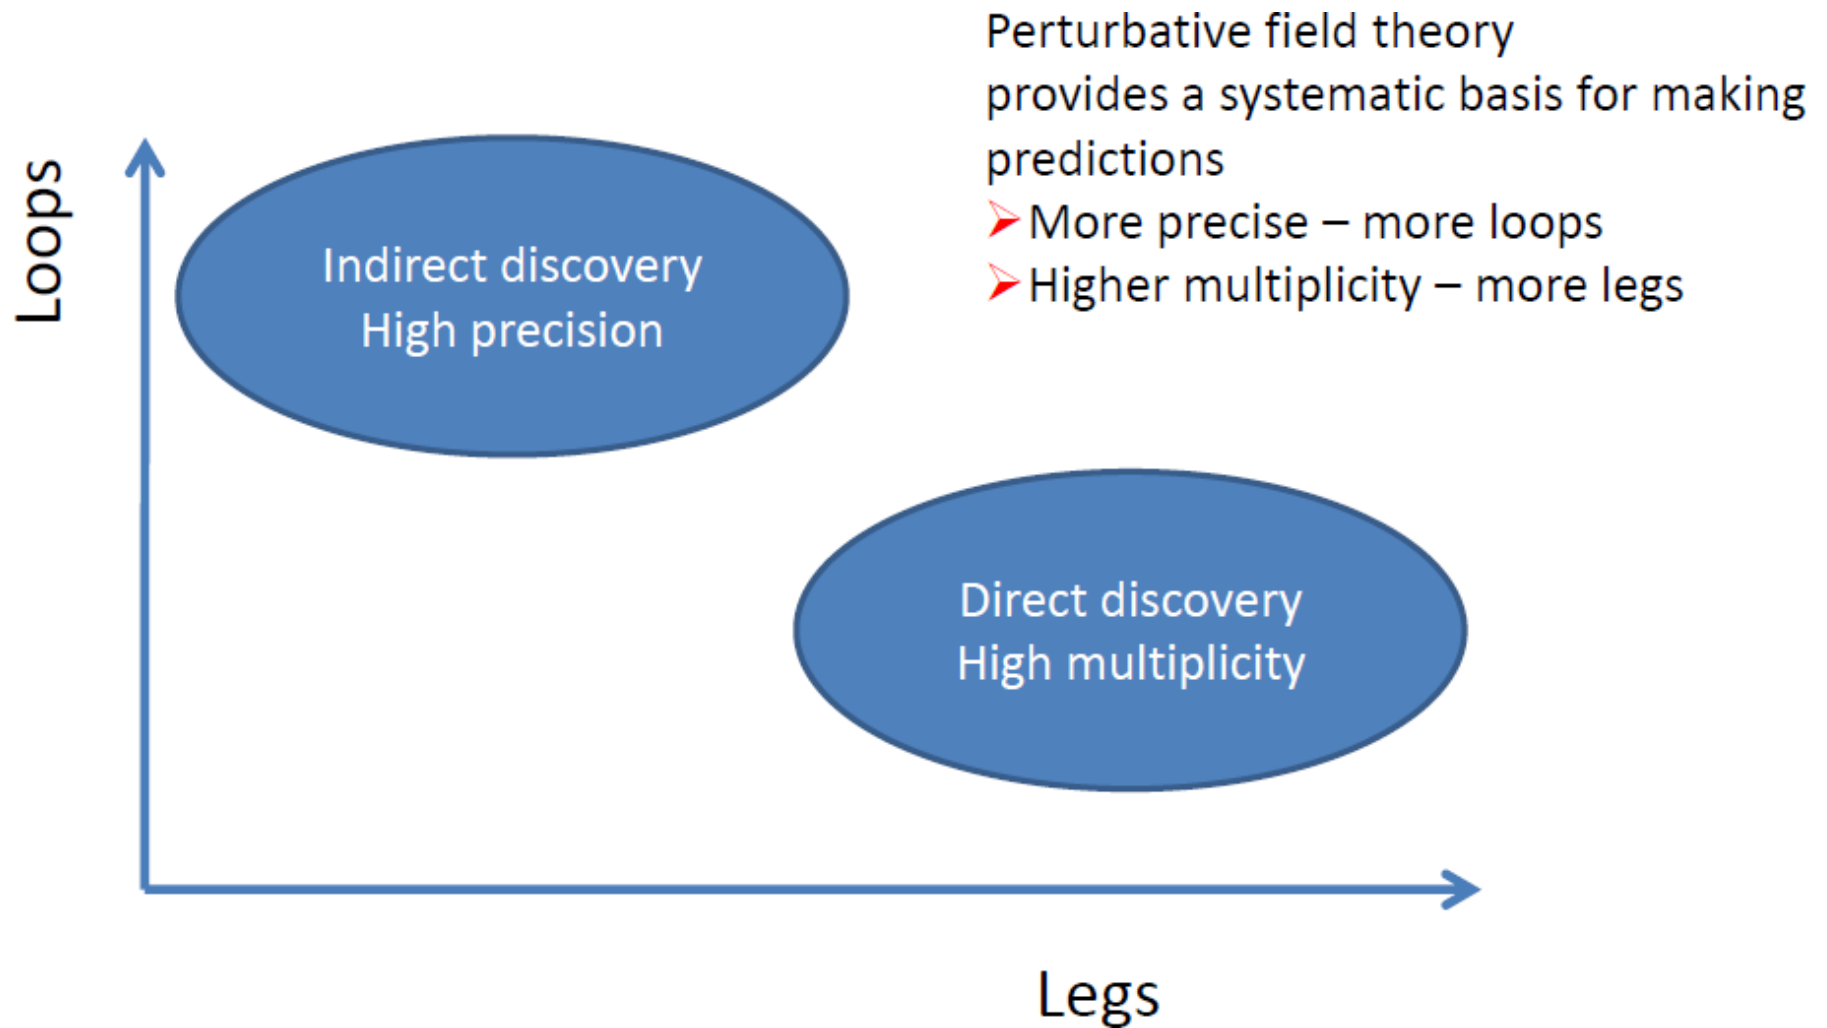 Perturbative field theory
provides a systematic basis for making
predictions
➢More precise – more loops
➢Higher multiplicity – more legs
Loops
Indirect discovery
High precision
Direct discovery
High multiplicity
Legs